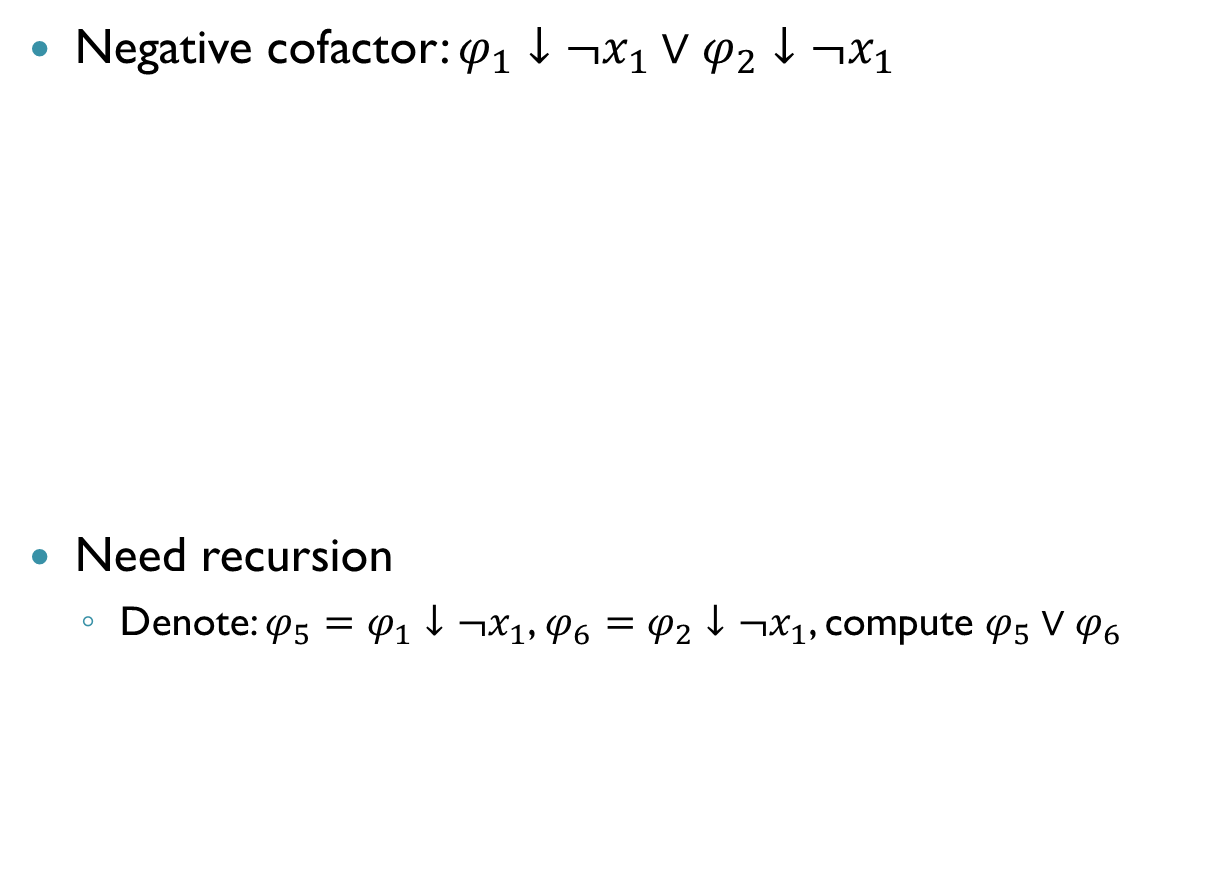 • Negative cofactor: 𝜑₁ ↓ ¬𝑥₁ ∨ 𝜑₂ ↓ ¬𝑥₁
• Need recursion
◦ Denote: 𝜑₅ = 𝜑₁ ↓ ¬𝑥₁, 𝜑₆ = 𝜑₂ ↓ ¬𝑥₁, compute 𝜑₅ ∨ 𝜑₆